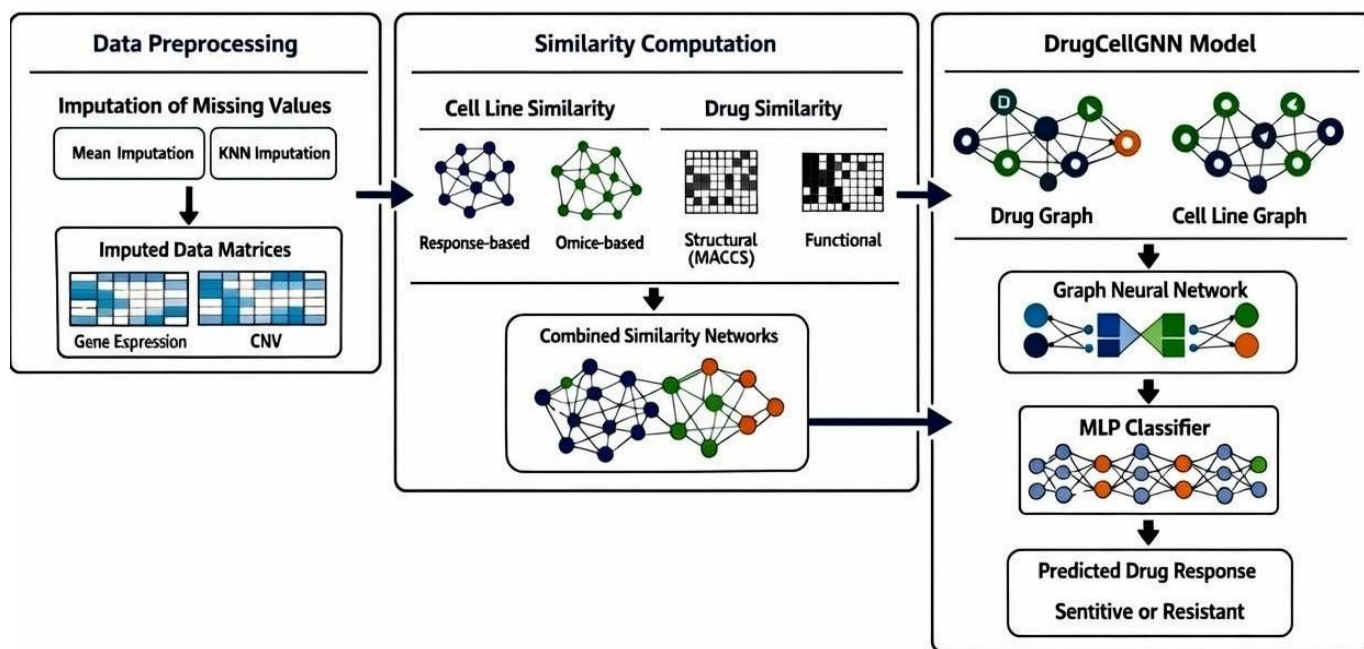 Data Preprocessing
Imputation of Missing Values
Mean Imputation
KNN Imputation
Imputed Data Matrices
Gene Expression
CNV
Similarity Computation
Cell Line Similarity
Drug Similarity
Response-based
Omice-based
Structural
(MACCS)
Functional
Combined Similarity Networks
DrugCellGNN Model
D
Drug Graph
Cell Line Graph
Graph Neural Network
MLP Classifier
Predicted Drug Response
Sentitive or Resistant